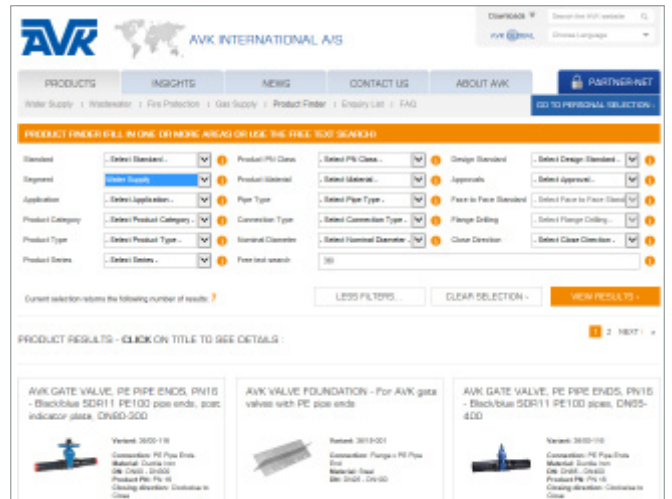 Downloads
Search the AVK website
AVK
AVK INTERNATIONAL A/S
AVK GLOBAL
Choose Language
PRODUCTS INSIGHTS NEWS CONTACT US ABOUT AVK PARTNER-NET
Water Supply | Wastewater | Fire Protection | Gas Supply | Product Finder | Enquiry List | FAQ GO TO PERSONAL SELECTION
PRODUCT FINDER (FILL IN ONE OR MORE AREAS OR USE THE FREE TEXT SEARCH)
Standard - Select Standard - Product PN Class - Select PN Class - Design Standard - Select Design Standard -
Segment Water Supply Product Material - Select Material - Approvals - Select Approval -
Application - Select Application - Pipe Type - Select Pipe Type - Face to Face Standard - Select Face to Face Stand
Product Category - Select Product Category - Connection Type - Select Connection Type - Flange Drilling - Select Flange Drilling -
Product Type - Select Product Type - Nominal Diameter - Select Nominal Diameter - Close Direction - Select Close Direction -
Product Series - Select Series - Free text search
Current selection returns the following number of results: 7 LESS FILTERS... CLEAR SELECTION VIEW RESULTS
1 2 NEXT › »
PRODUCT RESULTS - CLICK ON TITLE TO SEE DETAILS :
AVK GATE VALVE, PE PIPE ENDS, PN16
- Black/blue SDR11 PE100 pipe ends, post
indicator plate, DN80-300
Connection: PE Pipe Ends
Material: Ductile Iron
Product PN: PN 16
Closing direction: Clockwise to
Close
AVK VALVE FOUNDATION - For AVK gate
valves with PE pipe ends
Connection: Flange x PE Pipe
End
Material: Steel
AVK GATE VALVE, PE PIPE ENDS, PN16
- Black/blue SDR11 PE100 pipes, DN65-
400
Connection: PE Pipe Ends
Material: Ductile Iron
Product PN: PN 16
Closing direction: Clockwise to
Close